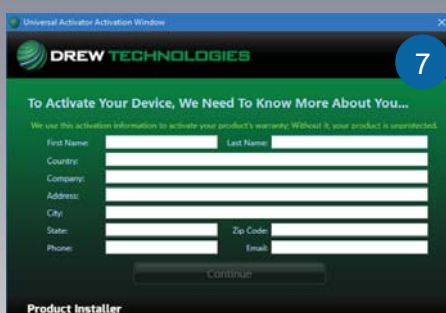 Universal Activator Activation Window
DREW TECHNOLOGIES
7
To Activate Your Device, We Need To Know More About You...
We use this activation information to activate your product's warranty; Without it, your product is unprotected.
First Name: Last Name:
Country:
Company:
Address:
City:
State: Zip Code:
Phone: Email:
Continue
Product Installer